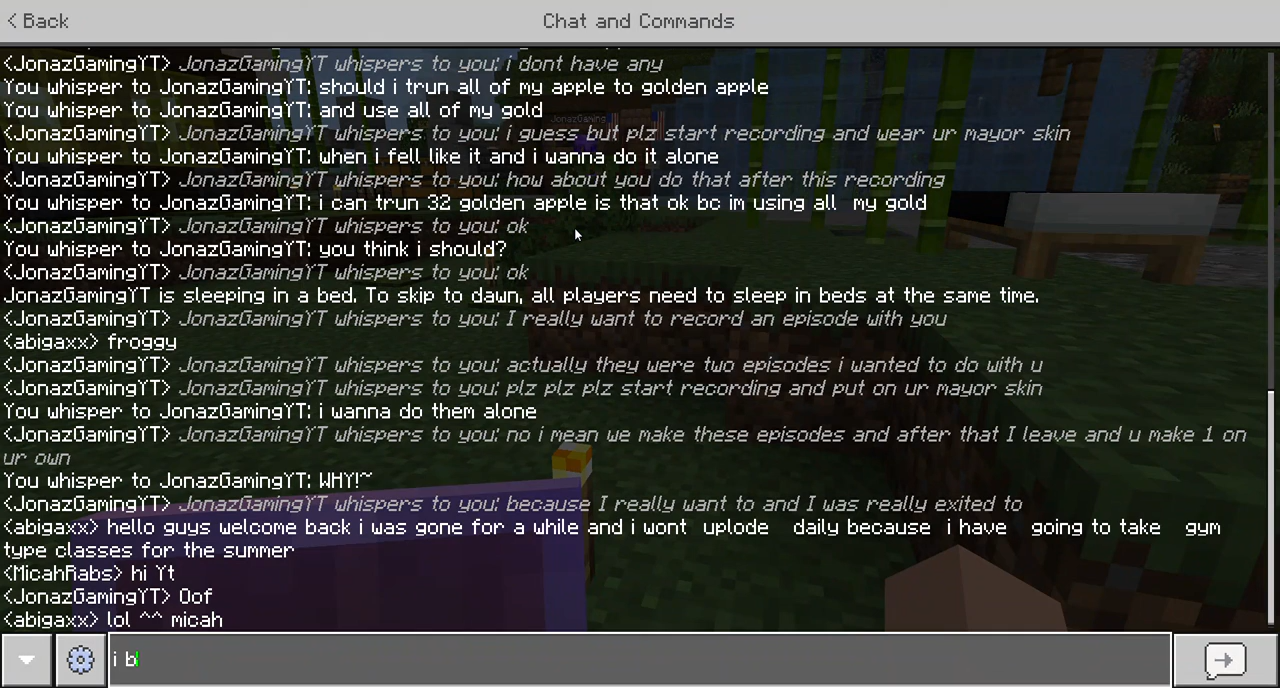 < Back
Chat and Commands
<JonazGamingYT> JonazGamingYT whispers to you: i dont have any
You whisper to JonazGamingYT: should i trun all of my apple to golden apple
You whisper to JonazGamingYT: and use all of my gold
JonazGaming
<JonazGamingYT> JonazGamingYT whispers to you: i guess but plz start recording and wear ur mayor skin
You whisper to JonazGamingYT: when i fell like it and i wanna do it alone
<JonazGamingYT> JonazGamingYT whispers to you: how about you do that after this recording
You whisper to JonazGamingYT: i can trun 32 golden apple is that ok bc im using all  my gold
<JonazGamingYT> JonazGamingYT whispers to you: ok
You whisper to JonazGamingYT: you think i should?
<JonazGamingYT> JonazGamingYT whispers to you: ok
JonazGamingYT is sleeping in a bed. To skip to dawn, all players need to sleep in beds at the same time.
<JonazGamingYT> JonazGamingYT whispers to you: I really want to record an episode with you
<abigaxx> froggy
<JonazGamingYT> JonazGamingYT whispers to you: actually they were two episodes i wanted to do with u
<JonazGamingYT> JonazGamingYT whispers to you: plz plz plz start recording and put on ur mayor skin
You whisper to JonazGamingYT: i wanna do them alone
<JonazGamingYT> JonazGamingYT whispers to you: no i mean we make these episodes and after that I leave and u make 1 on
ur own
You whisper to JonazGamingYT: WHY!~
<JonazGamingYT> JonazGamingYT whispers to you: because I really want to and I was really exited to
<abigaxx> hello guys welcome back i was gone for a while and i wont  uplode   daily because  i have   going to take   gym
type classes for the summer
<MicahRabs> hi Yt
<JonazGamingYT> Oof
<abigaxx> lol ^^ micah
i b